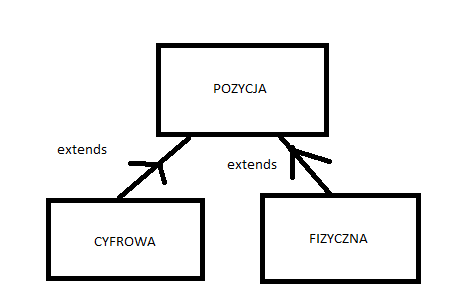 POZYCJA
extends
extends
CYFROWA
FIZYCZNA